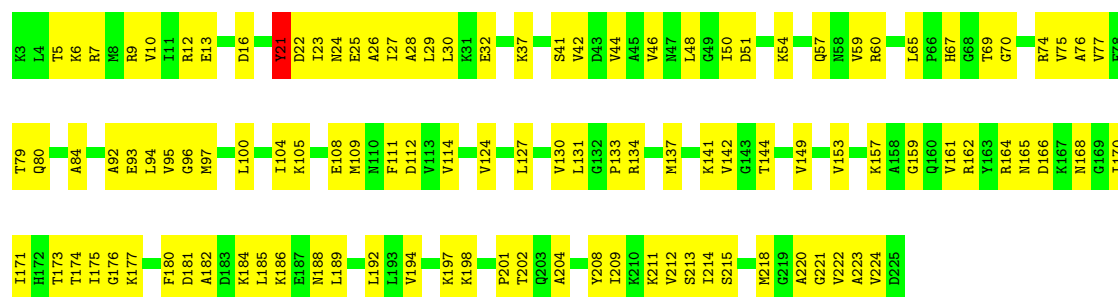 K3 L4 T5 K6 R7 M8 R9 V10 I11 R12 E13 D16 Y21 D22 I23 N24 E25 A26 I27 A28 L29 L30 K31 E32 K37 S41 V42 D43 V44 A45 V46 N47 L48 G49 I50 D51 K54 Q57 N58 V59 R60 L65 P66 H67 G68 T69 G70 R74 V75 A76 V77
T79 Q80 A84 A92 E93 L94 V95 G96 M97 L100 I104 K105 E108 M109 N110 F111 D112 V113 V114 V124 L127 V130 L131 G132 P133 R134 M137 K141 V142 G143 T144 V149 V153 K157 A158 G159 Q160 V161 R162 Y163 R164 N165 D166 K167 N168 G169
I171 H172 T173 T174 I175 G176 K177 F180 D181 A182 D183 K184 L185 K186 E187 N188 L189 L192 L193 V194 K197 K198 P201 T202 Q203 A204 Y208 I209 K210 K211 V212 S213 I214 S215 M218 G219 A220 G221 V222 A223 V224 D225